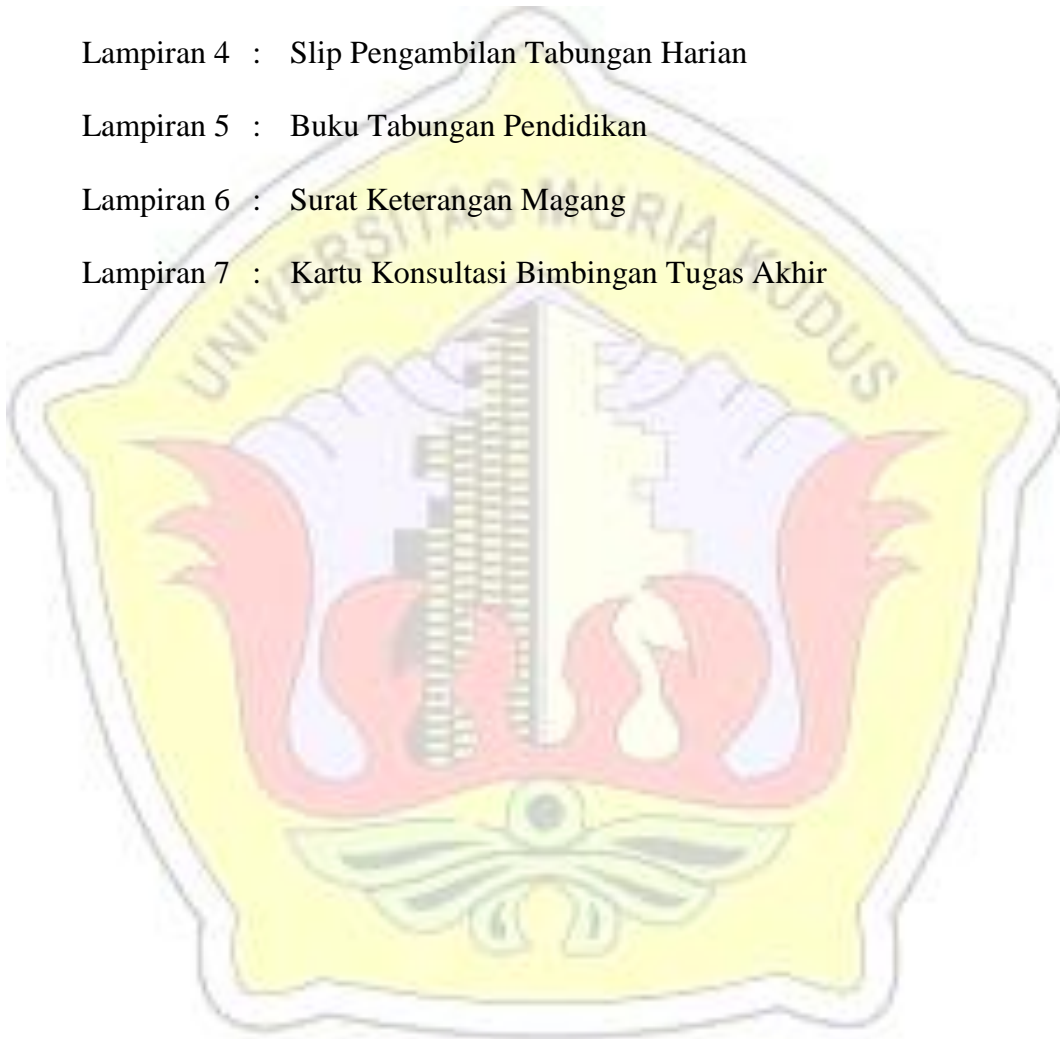 Lampiran 4 : Slip Pengambilan Tabungan Harian
Lampiran 5 : Buku Tabungan Pendidikan
Lampiran 6 : Surat Keterangan Magang
Lampiran 7 : Kartu Konsultasi Bimbingan Tugas Akhir
UNIVERSITAS MURIA KUDUS